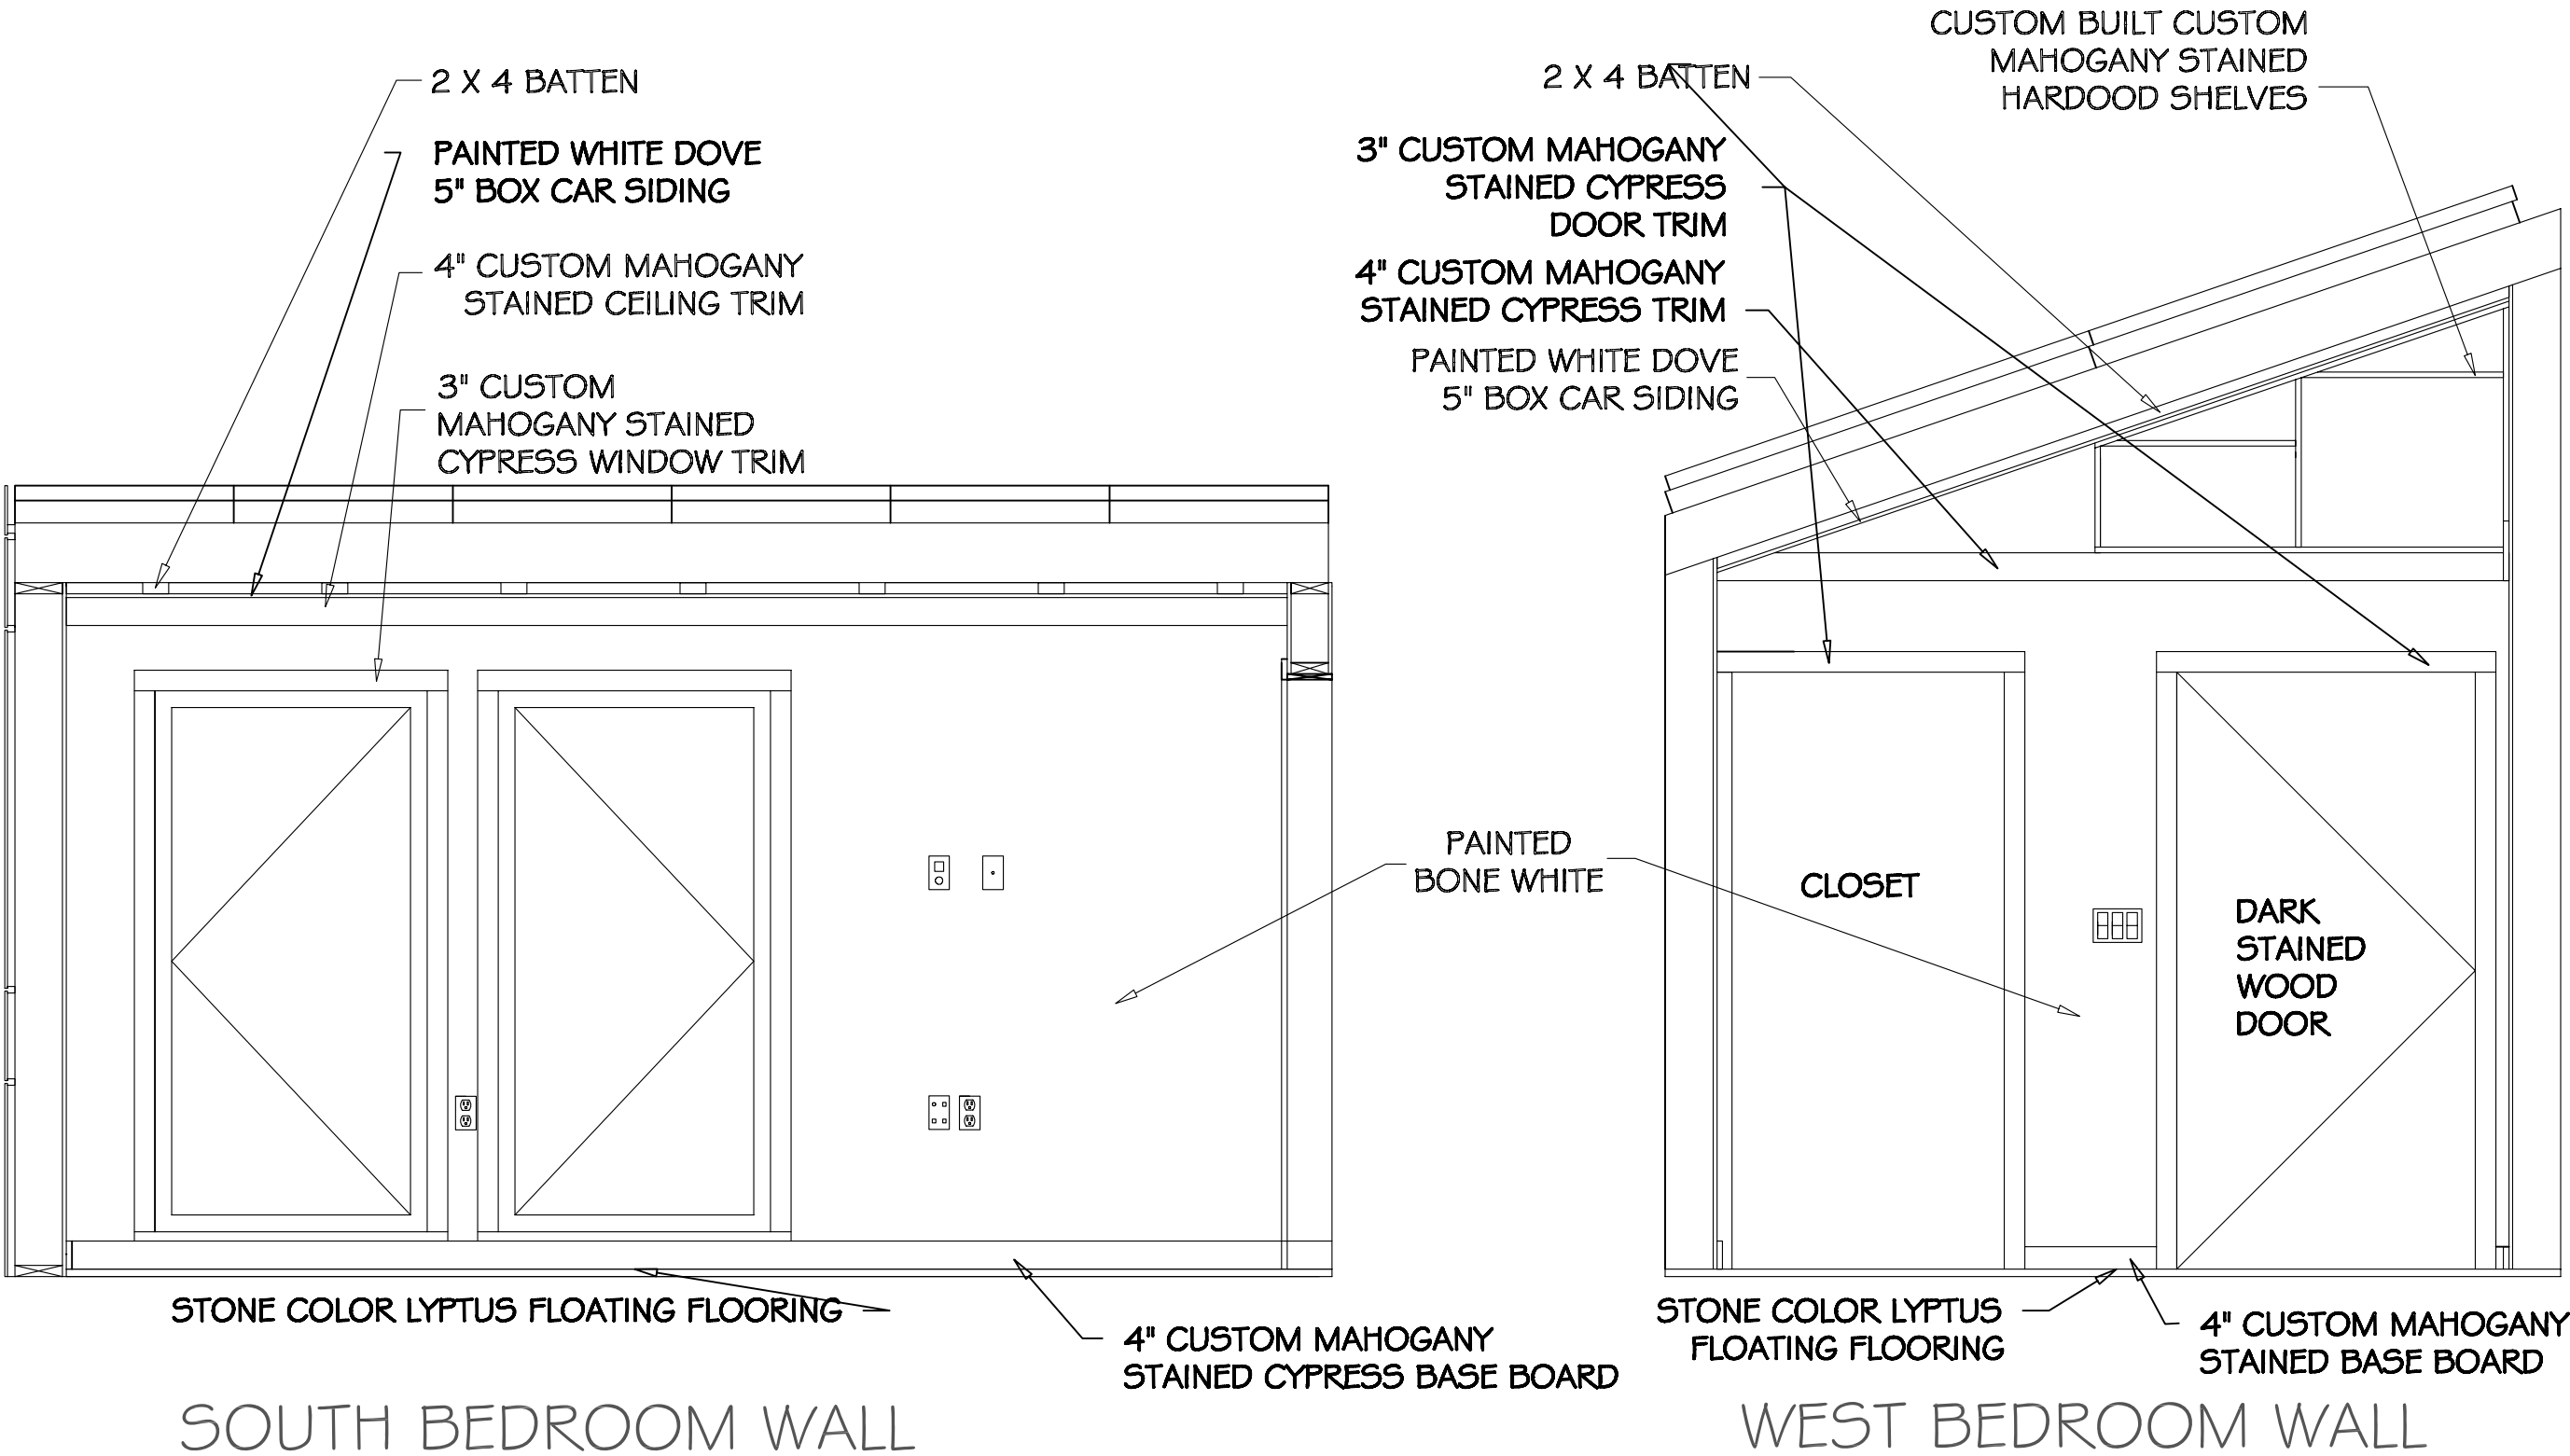 2 X 4 BATTEN
PAINTED WHITE DOVE
5" BOX CAR SIDING
4" CUSTOM MAHOGANY
STAINED CEILING TRIM
3" CUSTOM
MAHOGANY STAINED
CYPRESS WINDOW TRIM
STONE COLOR LYPTUS FLOATING FLOORING
4" CUSTOM MAHOGANY
STAINED CYPRESS BASE BOARD
SOUTH BEDROOM WALL
PAINTED
BONE WHITE
CUSTOM BUILT CUSTOM
MAHOGANY STAINED
HARDOOD SHELVES
2 X 4 BATTEN
3" CUSTOM MAHOGANY
STAINED CYPRESS
DOOR TRIM
4" CUSTOM MAHOGANY
STAINED CYPRESS TRIM
PAINTED WHITE DOVE
5" BOX CAR SIDING
CLOSET
DARK
STAINED
WOOD
DOOR
STONE COLOR LYPTUS
FLOATING FLOORING
4" CUSTOM MAHOGANY
STAINED BASE BOARD
WEST BEDROOM WALL